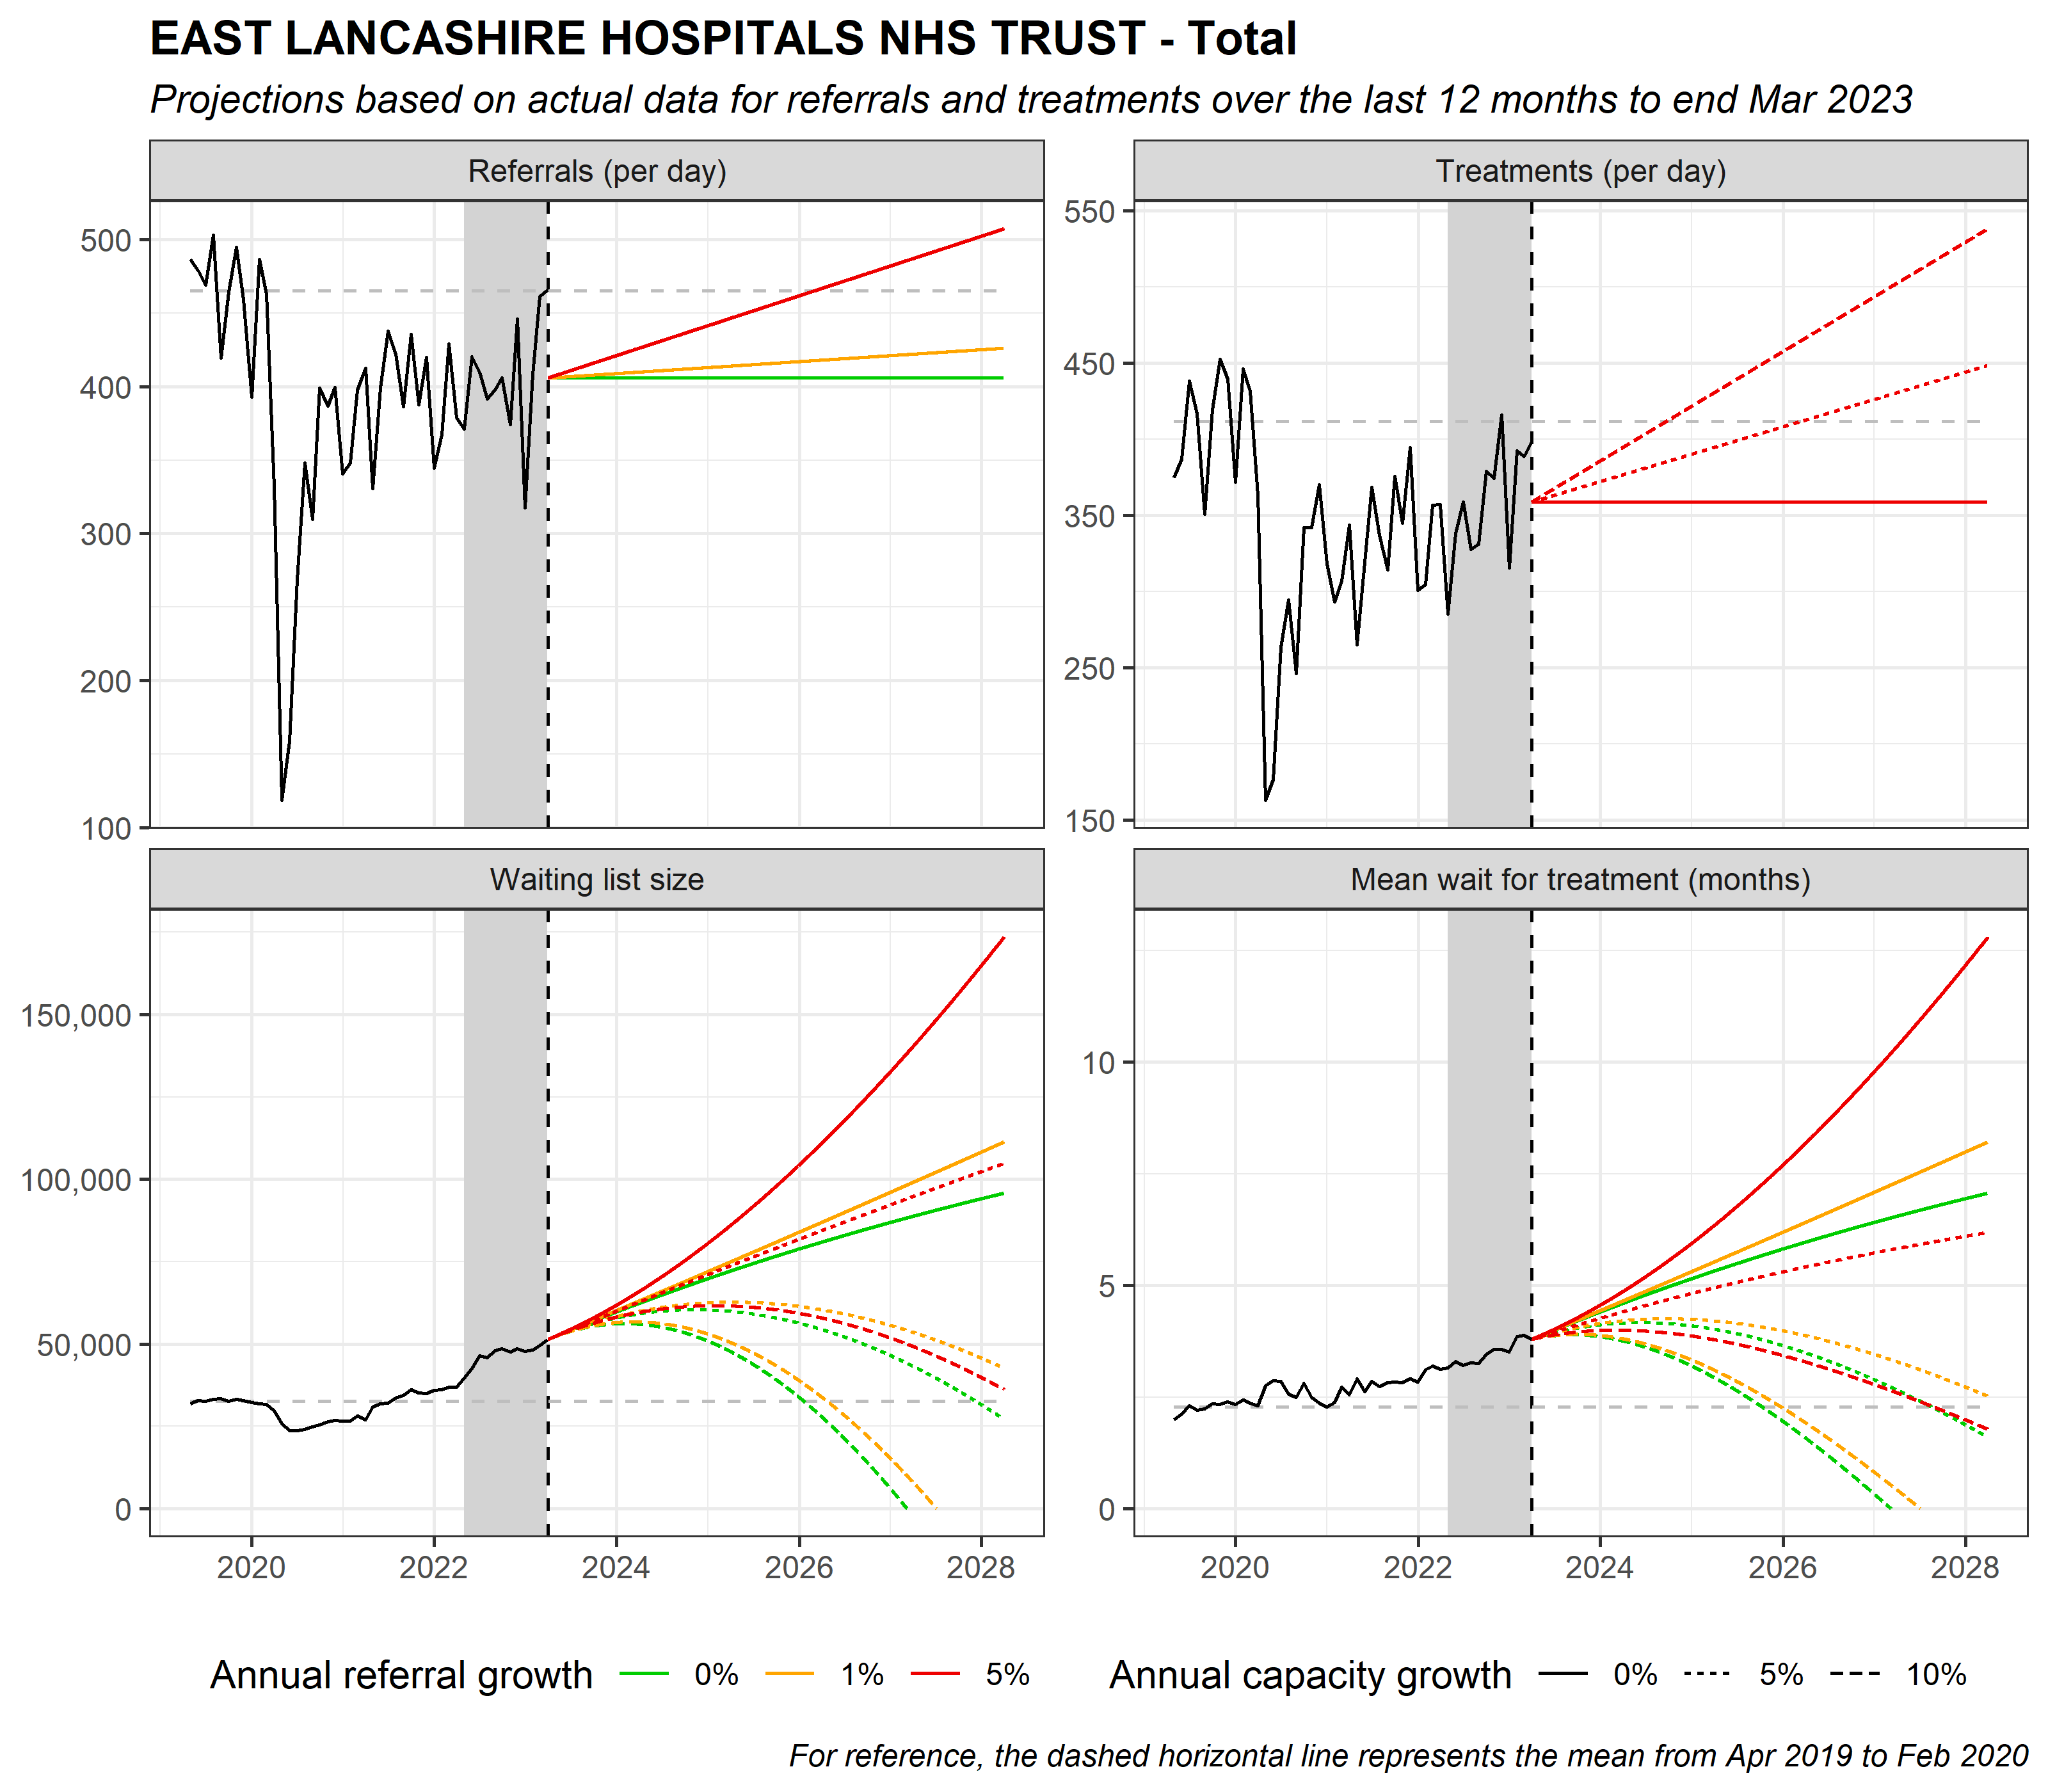 EAST LANCASHIRE HOSPITALS NHS TRUST - Total
Projections based on actual data for referrals and treatments over the last 12 months to end Mar 2023
Referrals (per day)
500
400
300
200
100
Treatments (per day)
550
450
350
250
150
Waiting list size
150,000
100,000
50,000
0
2020 2022 2024 2026 2028
Mean wait for treatment (months)
10
5
0
2020 2022 2024 2026 2028
Annual referral growth 0% 1% 5%
Annual capacity growth 0% 5% 10%
For reference, the dashed horizontal line represents the mean from Apr 2019 to Feb 2020